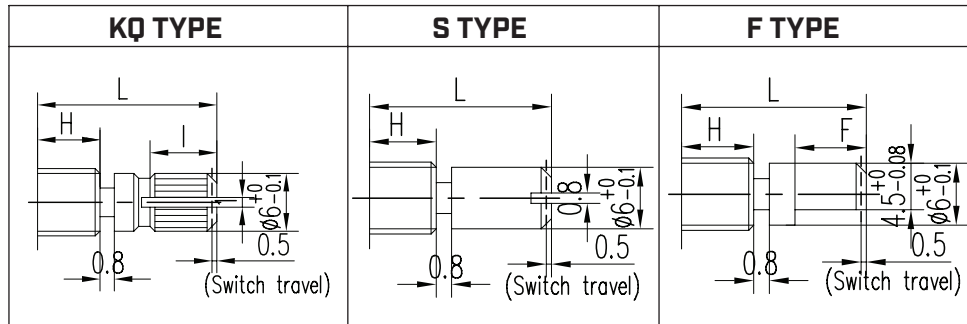 KQ TYPE
L
H
I
ø6+0-0.1
0.8
0.5
(Switch travel)
S TYPE
L
H
0.8
ø6+0-0.1
0.8
0.5
(Switch travel)
F TYPE
L
H
F
4.5+0-0.08
ø6+0-0.1
0.8
0.5
(Switch travel)